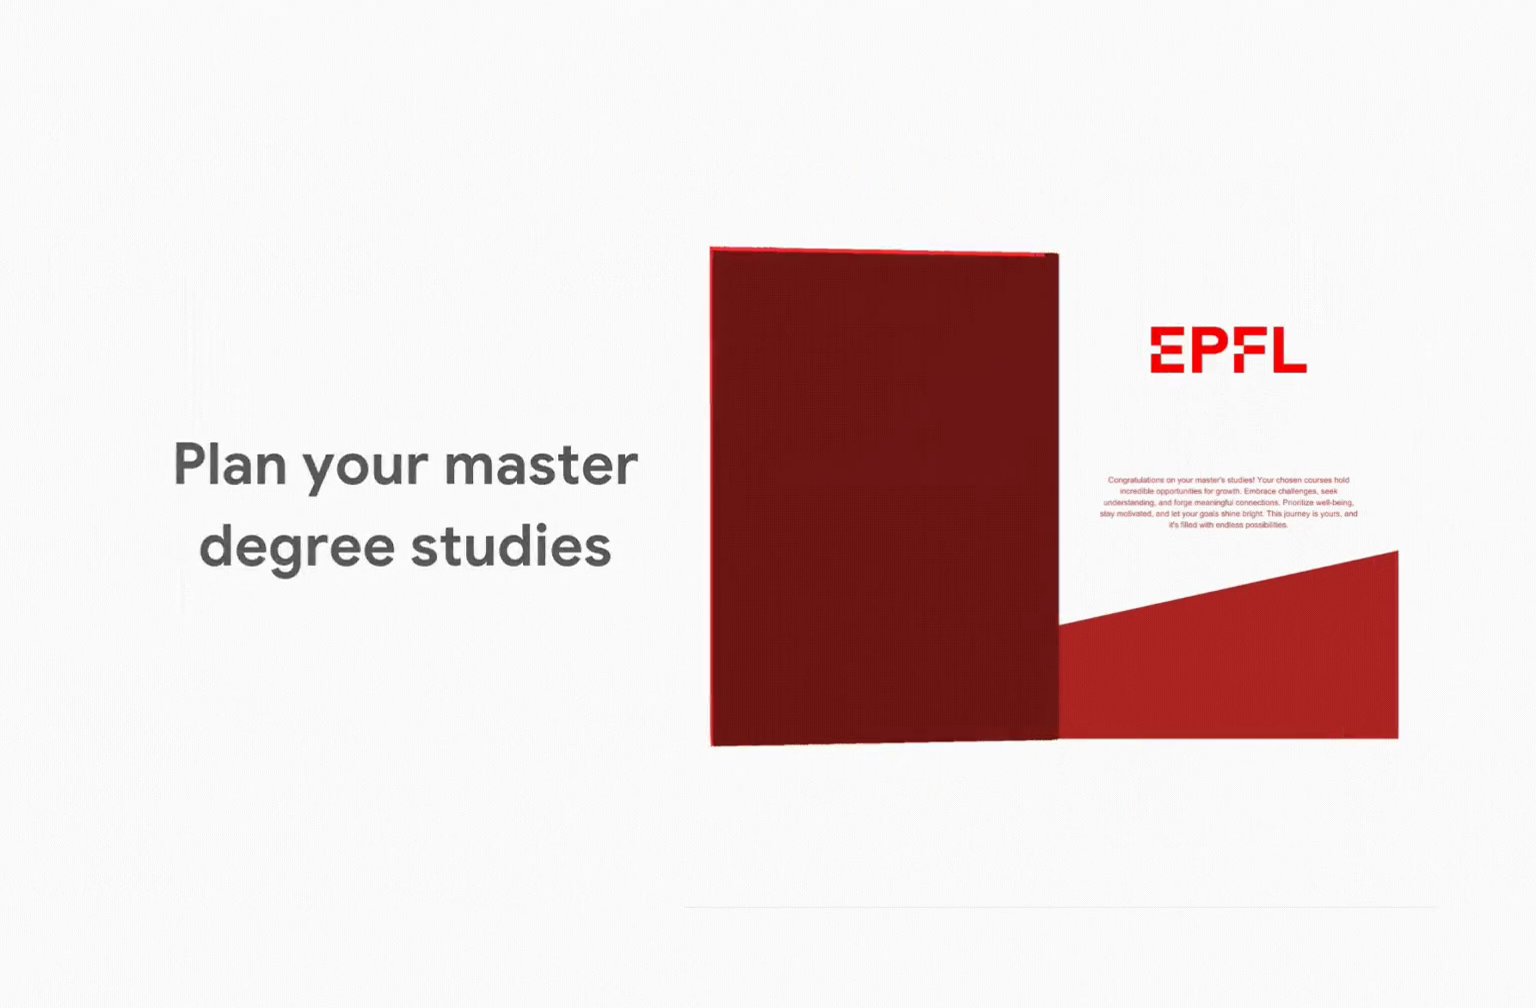 Plan your master
degree studies
EPFL
Congratulations on your master's studies! Your chosen courses hold
incredible opportunities for growth. Embrace challenges, seek
understanding, and forge meaningful connections. Prioritize well-being,
stay motivated, and let your goals shine bright. This journey is yours, and
it's filled with endless possibilities.